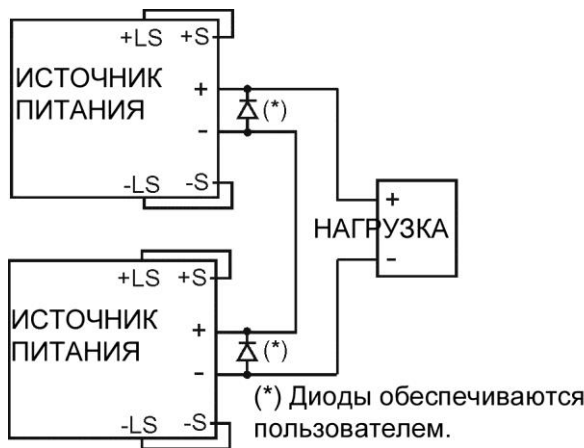 +LS +S
ИСТОЧНИК
ПИТАНИЯ
+
-
(*)
-LS -S
+
НАГРУЗКА
-
+LS +S
ИСТОЧНИК
ПИТАНИЯ
+
-
(*)
-LS -S
(*) Диоды обеспечиваются
пользователем.